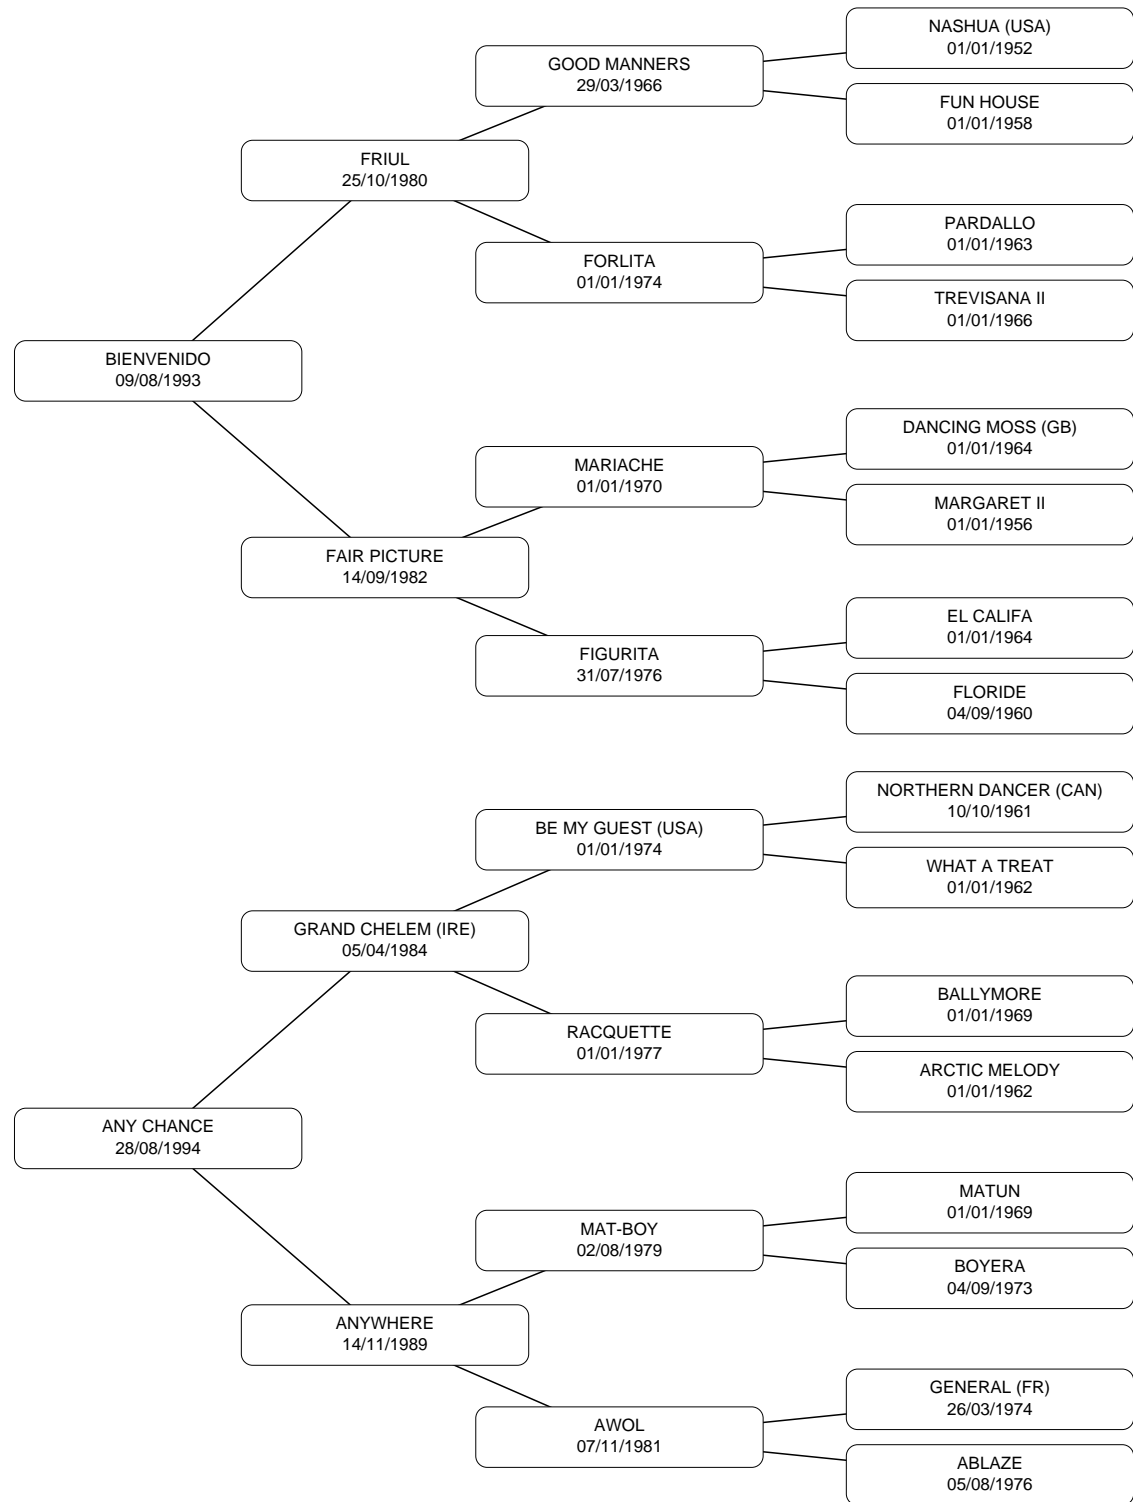 NASHUA (USA)
01/01/1952
GOOD MANNERS
29/03/1966
FUN HOUSE
01/01/1958
FRIUL
25/10/1980
PARDALLO
01/01/1963
FORLITA
01/01/1974
TREVISANA II
01/01/1966
BIENVENIDO
09/08/1993
DANCING MOSS (GB)
01/01/1964
MARIACHE
01/01/1970
MARGARET II
01/01/1956
FAIR PICTURE
14/09/1982
EL CALIFA
01/01/1964
FIGURITA
31/07/1976
FLORIDE
04/09/1960
NORTHERN DANCER (CAN)
10/10/1961
BE MY GUEST (USA)
01/01/1974
WHAT A TREAT
01/01/1962
GRAND CHELEM (IRE)
05/04/1984
BALLYMORE
01/01/1969
RACQUETTE
01/01/1977
ARCTIC MELODY
01/01/1962
ANY CHANCE
28/08/1994
MATUN
01/01/1969
MAT-BOY
02/08/1979
BOYERA
04/09/1973
ANYWHERE
14/11/1989
GENERAL (FR)
26/03/1974
AWOL
07/11/1981
ABLAZE
05/08/1976